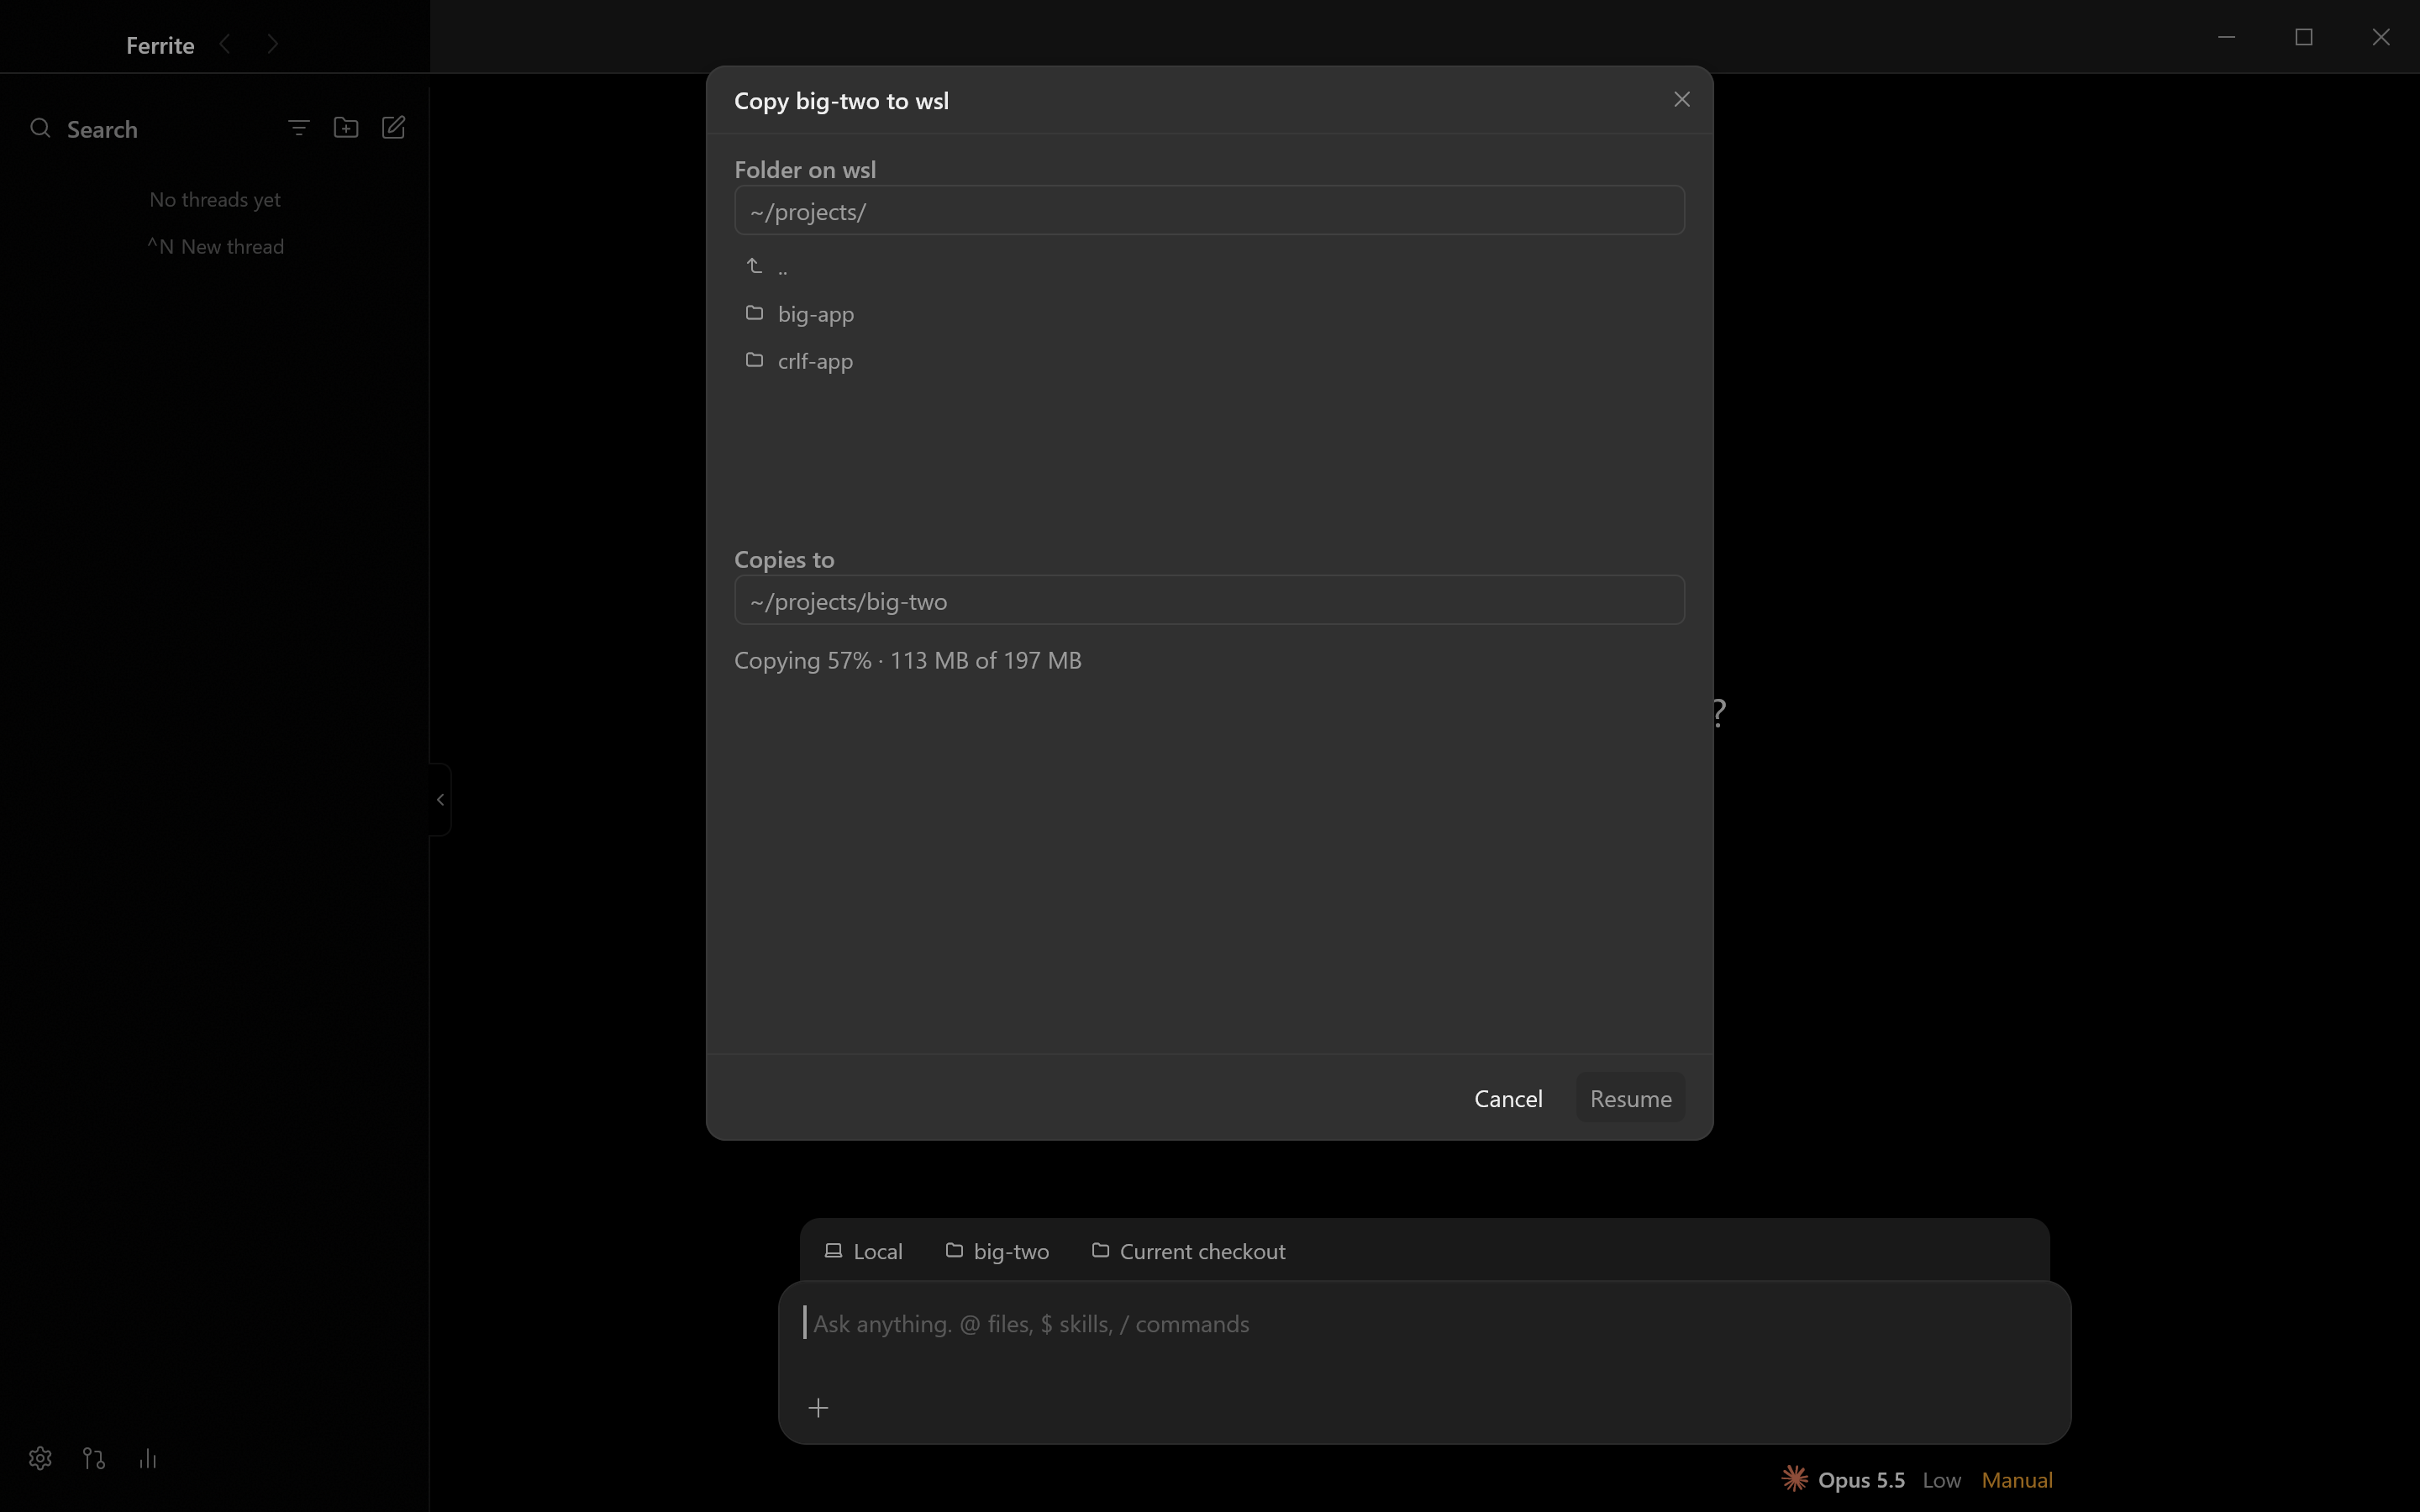 Ferrite
Search
No threads yet
^N New thread
Copy big-two to wsl
Folder on wsl
~/projects/
..
big-app
crlf-app
Copies to
~/projects/big-two
Copying 57% · 113 MB of 197 MB
?
Cancel
Resume
Local
big-two
Current checkout
Ask anything. @ files, $ skills, / commands
Opus 5.5 Low Manual